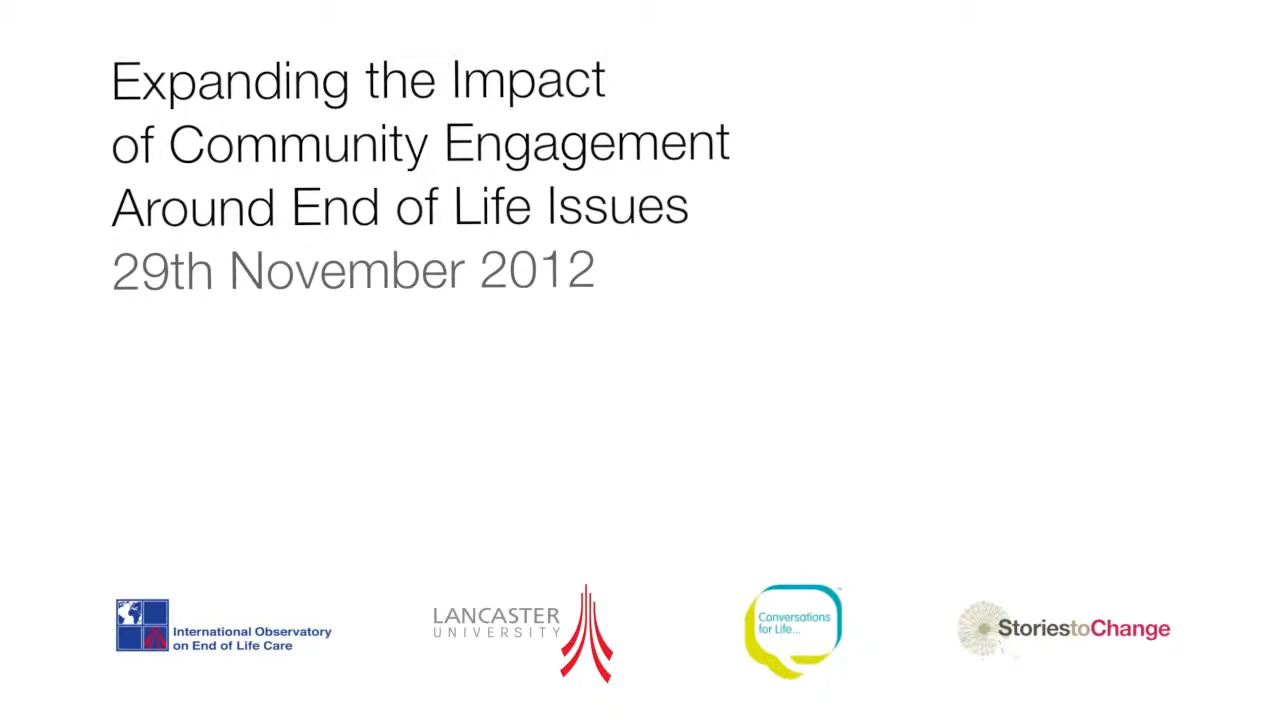 Expanding the Impact
of Community Engagement
Around End of Life Issues
29th November 2012
International Observatory
on End of Life Care
LANCASTER
UNIVERSITY
Conversations
for Life...
StoriestoChange